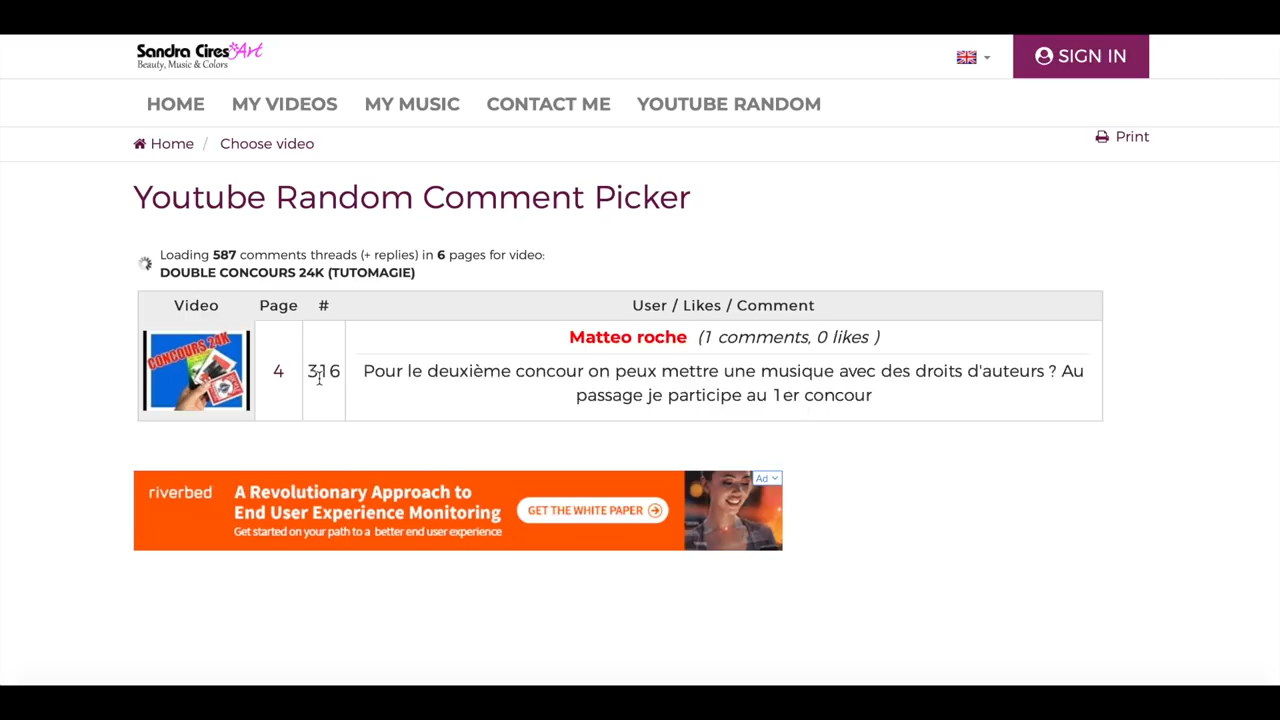 Sandra Cires Art
Beauty, Music & Colors
SIGN IN
HOME MY VIDEOS MY MUSIC CONTACT ME YOUTUBE RANDOM
Home / Choose video
Print
Youtube Random Comment Picker
Loading 587 comments threads (+ replies) in 6 pages for video:
DOUBLE CONCOURS 24K (TUTOMAGIE)
Video Page # User / Likes / Comment
CONCOURS 24K
Matteo roche (1 comments, 0 likes )
4 316 Pour le deuxième concour on peux mettre une musique avec des droits d'auteurs ? Au
passage je participe au 1er concour
riverbed
A Revolutionary Approach to
End User Experience Monitoring
Get started on your path to a better end user experience
GET THE WHITE PAPER
Ad